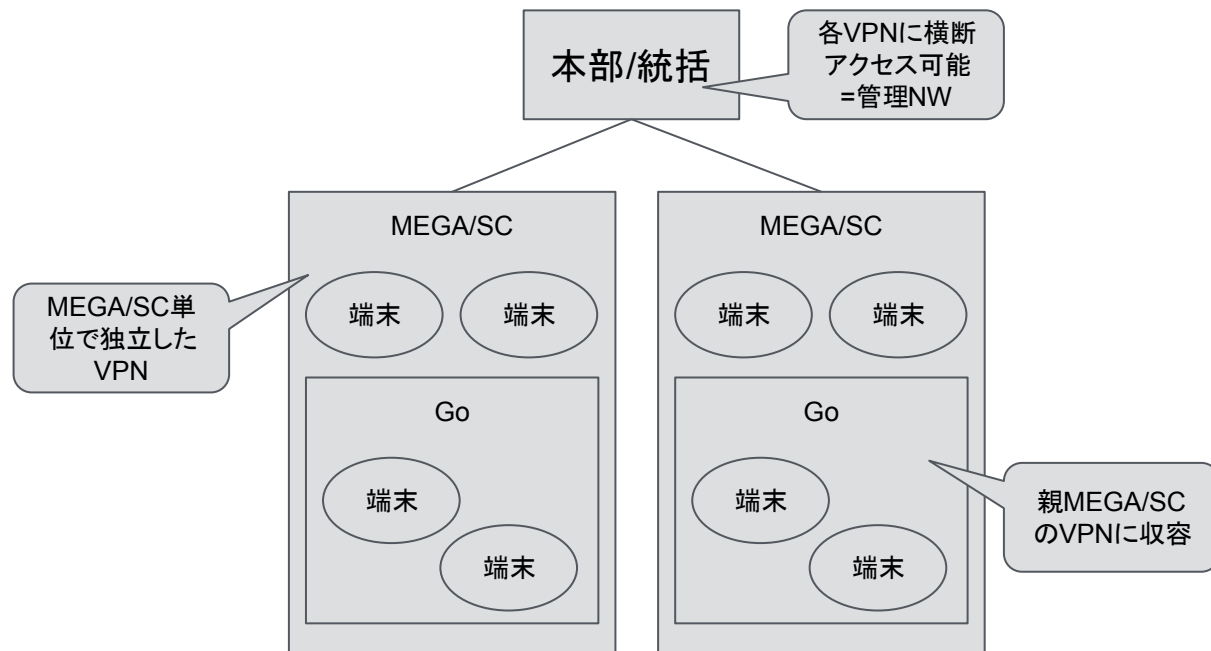 本部/統括
各VPNに横断
アクセス可能
=管理NW
MEGA/SC
MEGA/SC
MEGA/SC単
位で独立した
VPN
端末
端末
端末
端末
Go
Go
端末
端末
端末
端末
親MEGA/SC
のVPNに収容